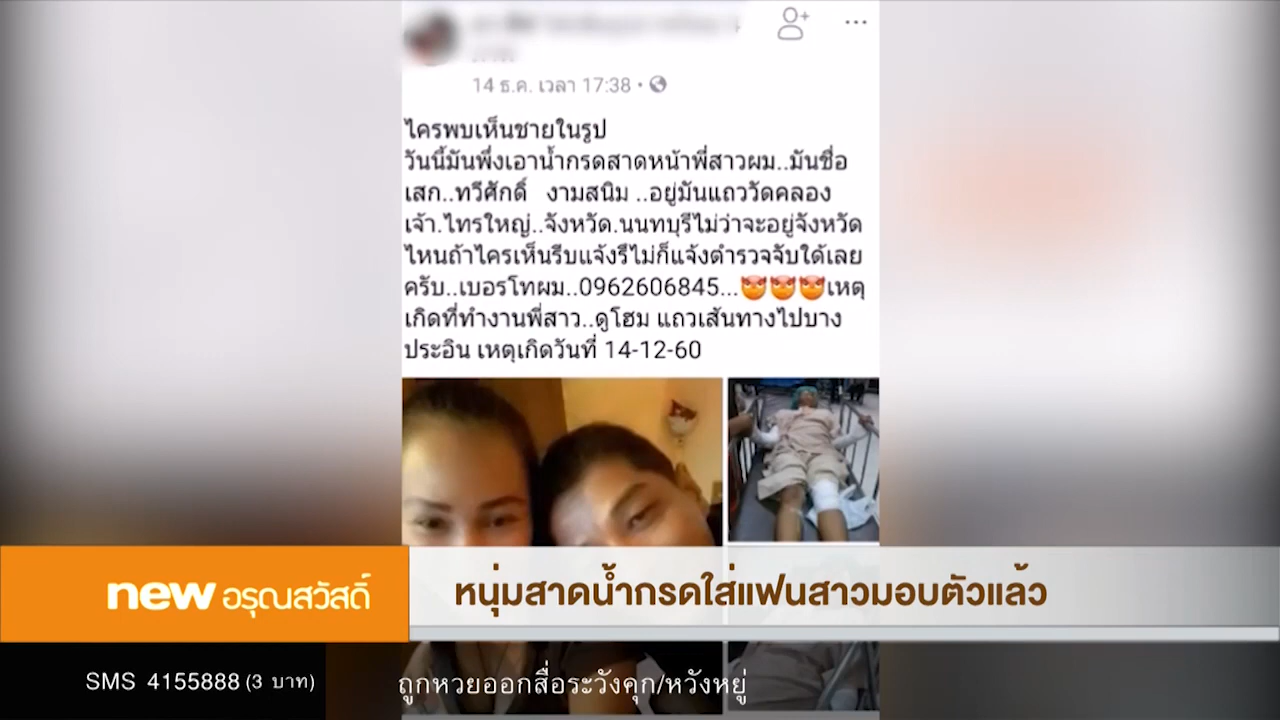 14 ธ.ค. เวลา 17:38
ไครพบเห็นชายในรูป
วันนี้มันพึ่งเอาน้ำกรดสาดหน้าพี่สาวผม..มันชื่อ
เสก..ทวีศักดิ์ งามสนิม ..อยู่มันแถววัดคลอง
เจ้า.ไทรใหญ่..จังหวัด.นนทบุรีไม่ว่าจะอยู่จังหวัด
ไหนถ้าไครเห็นรีบแจ้งรึไม่ก็แจ้งตำรวจจับใด้เลย
ครับ..เบอรโทผม..0962606845...😈😈😈เหตุ
เกิดที่ทำงานพี่สาว..ดูโฮม แถวเส้นทางไปบาง
ประอิน เหตุเกิดวันที่ 14-12-60
new อรุณสวัสดิ์
หนุ่มสาดน้ำกรดใส่แฟนสาวมอบตัวแล้ว
SMS 4155888 (3 บาท)
ถูกหวยออกสื่อระวังคุก/หวังหยู่